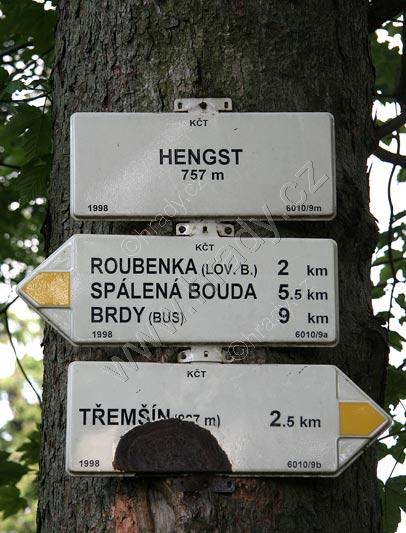 KČT
HENGST
757 m
1998 6010/9m
KČT
ROUBENKA (LOV. B.) 2 km
SPÁLENÁ BOUDA 5.5 km
BRDY (BUS) 9 km
1998 6010/9a
KČT
TŘEMŠÍN m) 2.5 km
1998 6010/9b